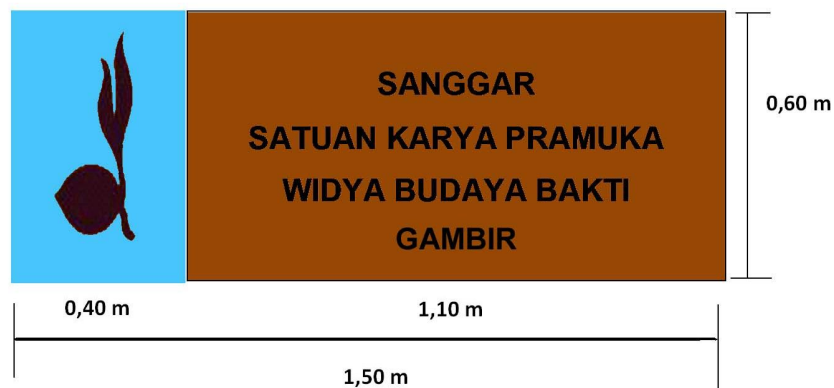 SANGGAR
SATUAN KARYA PRAMUKA
WIDYA BUDAYA BAKTI
GAMBIR
0,60 m
0,40 m
1,10 m
1,50 m